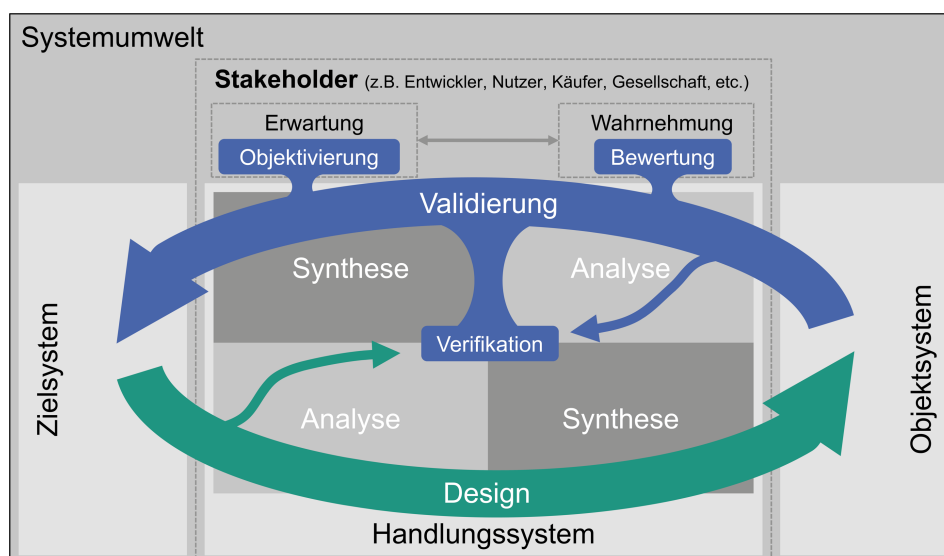 Systemumwelt
Stakeholder (z.B. Entwickler, Nutzer, Käufer, Gesellschaft, etc.)
Erwartung
Wahrnehmung
Objektivierung
Bewertung
Validierung
Synthese
Analyse
Verifikation
Zielsystem
Objektsystem
Analyse
Synthese
Design
Handlungssystem